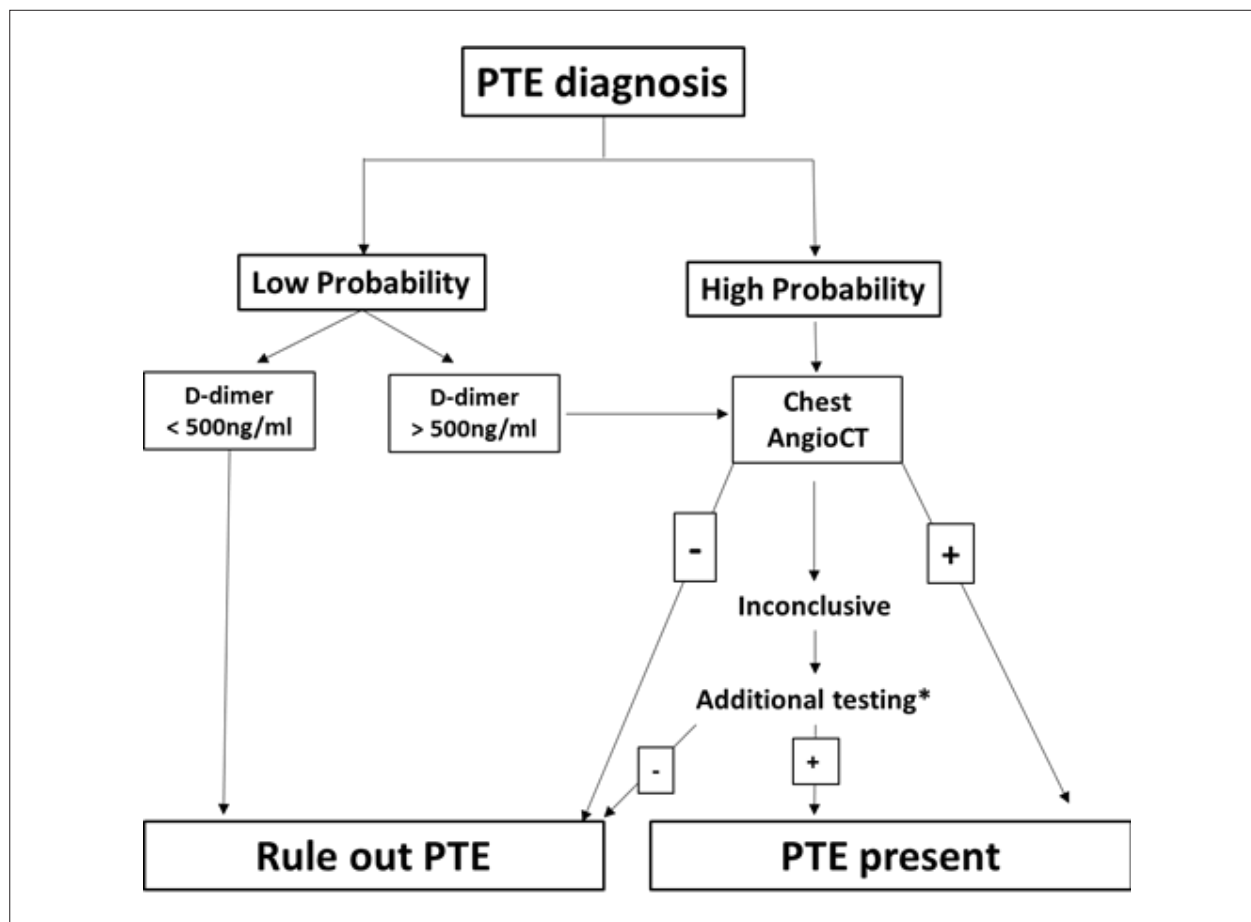 PTE diagnosis
Low Probability
High Probability
D-dimer
< 500ng/ml
D-dimer
> 500ng/ml
Chest
AngioCT
-
+
Inconclusive
Additional testing*
-
+
Rule out PTE
PTE present